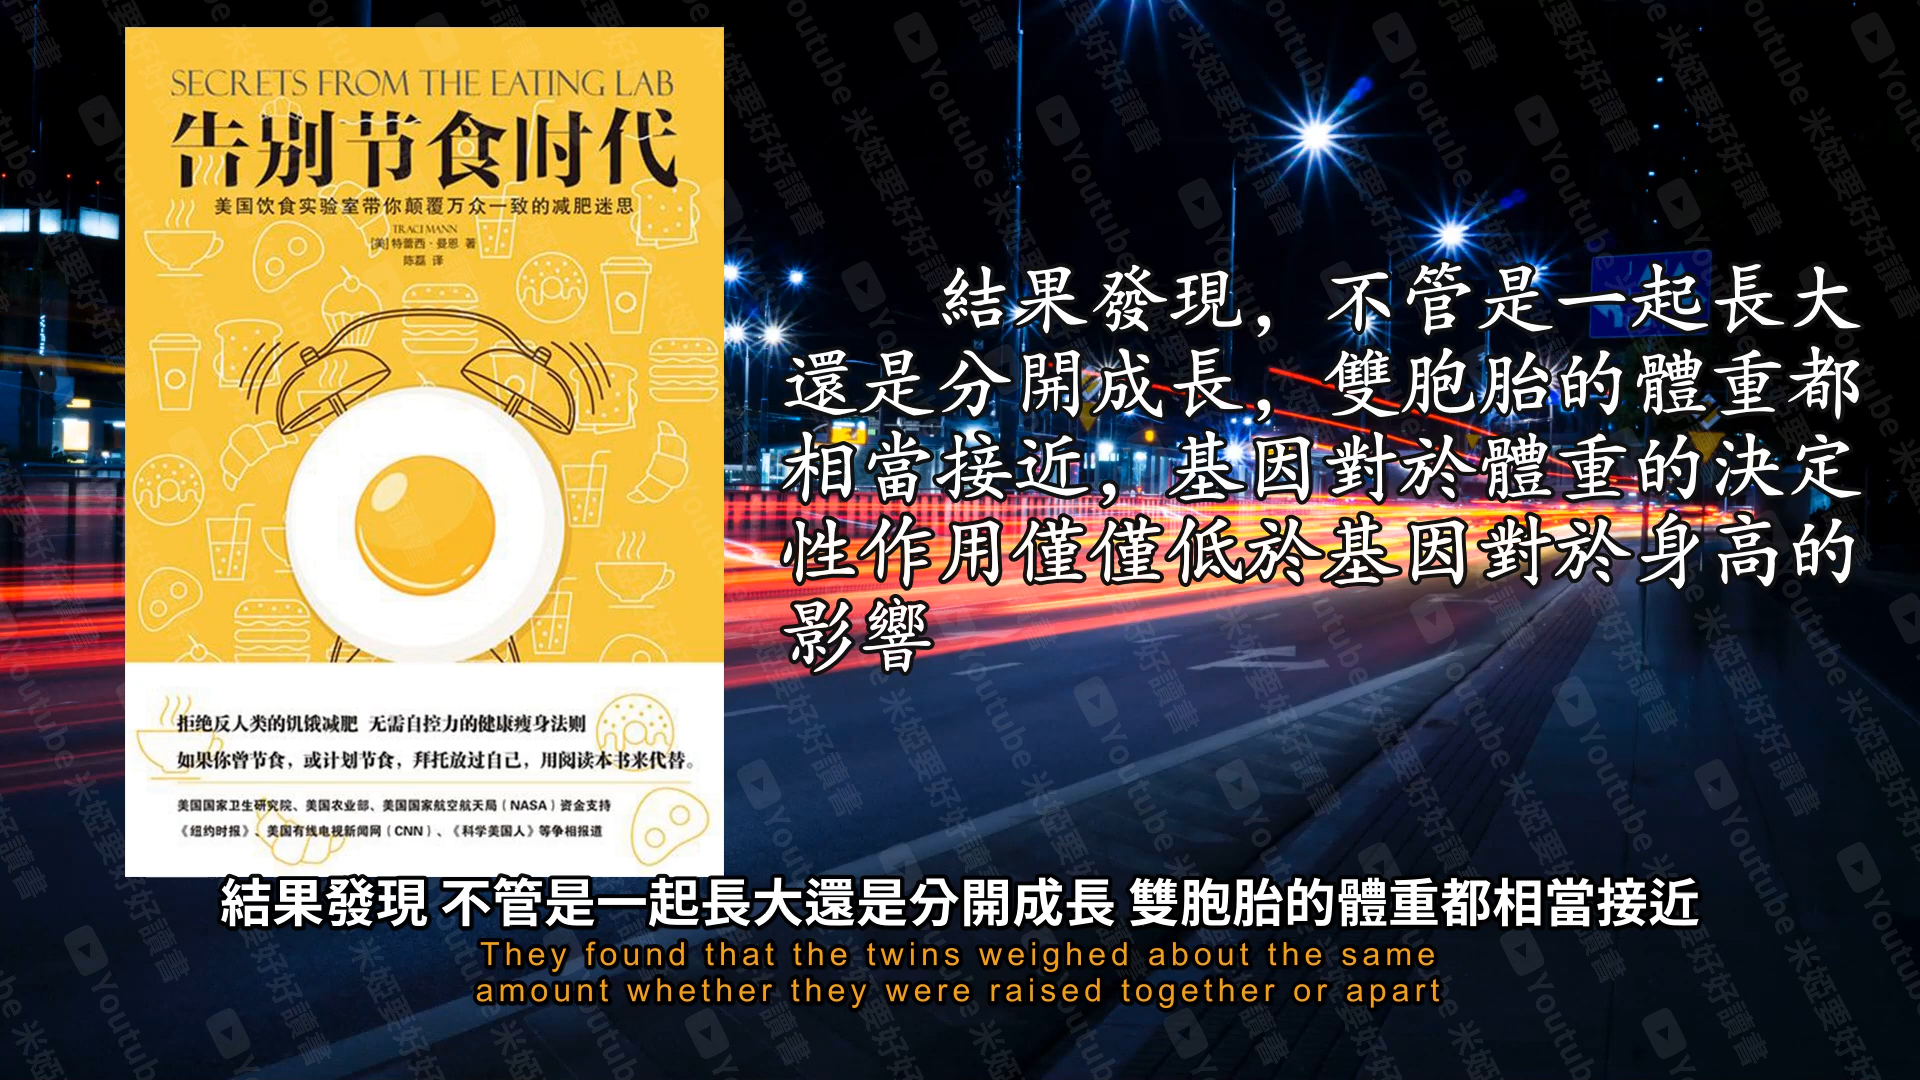 SECRETS FROM THE EATING LAB
告别节食时代
美国饮食实验室带你颠覆万众一致的减肥迷思
TRACI MANN
[美] 特蕾西·曼恩 著
陈磊 译
拒绝反人类的饥饿减肥 无需自控力的健康瘦身法则
如果你曾节食，或计划节食，拜托放过自己，用阅读本书来代替。
美国国家卫生研究院、美国农业部、美国国家航空航天局（NASA）资金支持
《纽约时报》、美国有线电视新闻网（CNN）、《科学美国人》等争相报道
結果發現，不管是一起長大
還是分開成長，雙胞胎的體重都
相當接近，基因對於體重的決定
性作用僅僅低於基因對於身高的
影響
結果發現 不管是一起長大還是分開成長 雙胞胎的體重都相當接近
They found that the twins weighed about the same
amount whether they were raised together or apart
Youtube 米婭要好好讀書